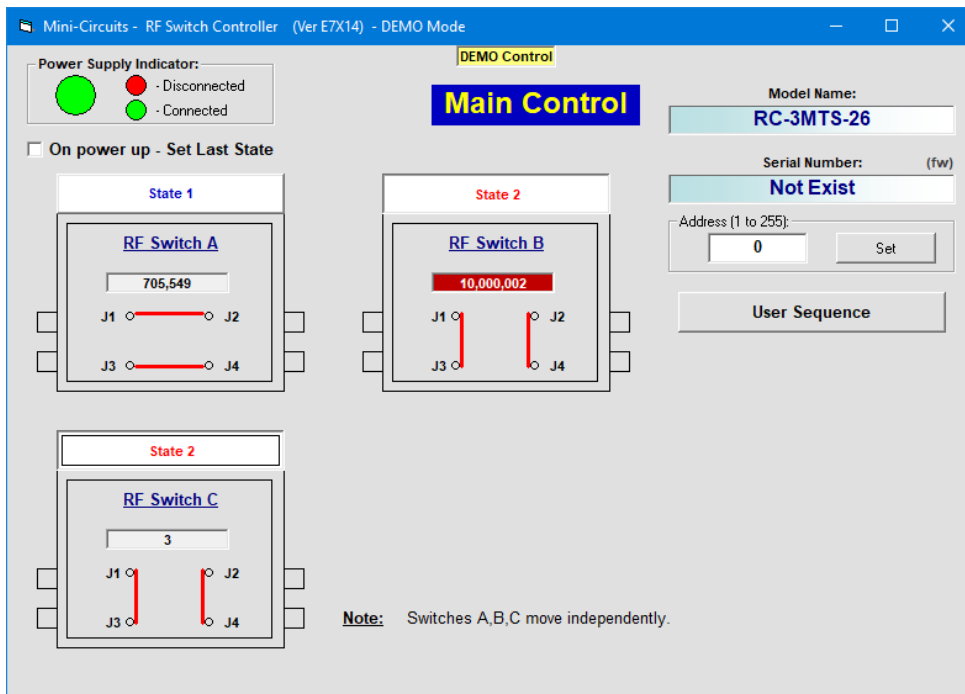 Mini-Circuits - RF Switch Controller (Ver E7X14) - DEMO Mode
DEMO Control
Power Supply Indicator:
- Disconnected
- Connected
Main Control
Model Name:
RC-3MTS-26
On power up - Set Last State
Serial Number: (fw)
Not Exist
State 1
State 2
Address (1 to 255):
0 Set
RF Switch A
RF Switch B
705,549
10,000,002
User Sequence
J1 J2
J1 J2
J3 J4
J3 J4
State 2
RF Switch C
3
J1 J2
J3 J4
Note: Switches A,B,C move independently.